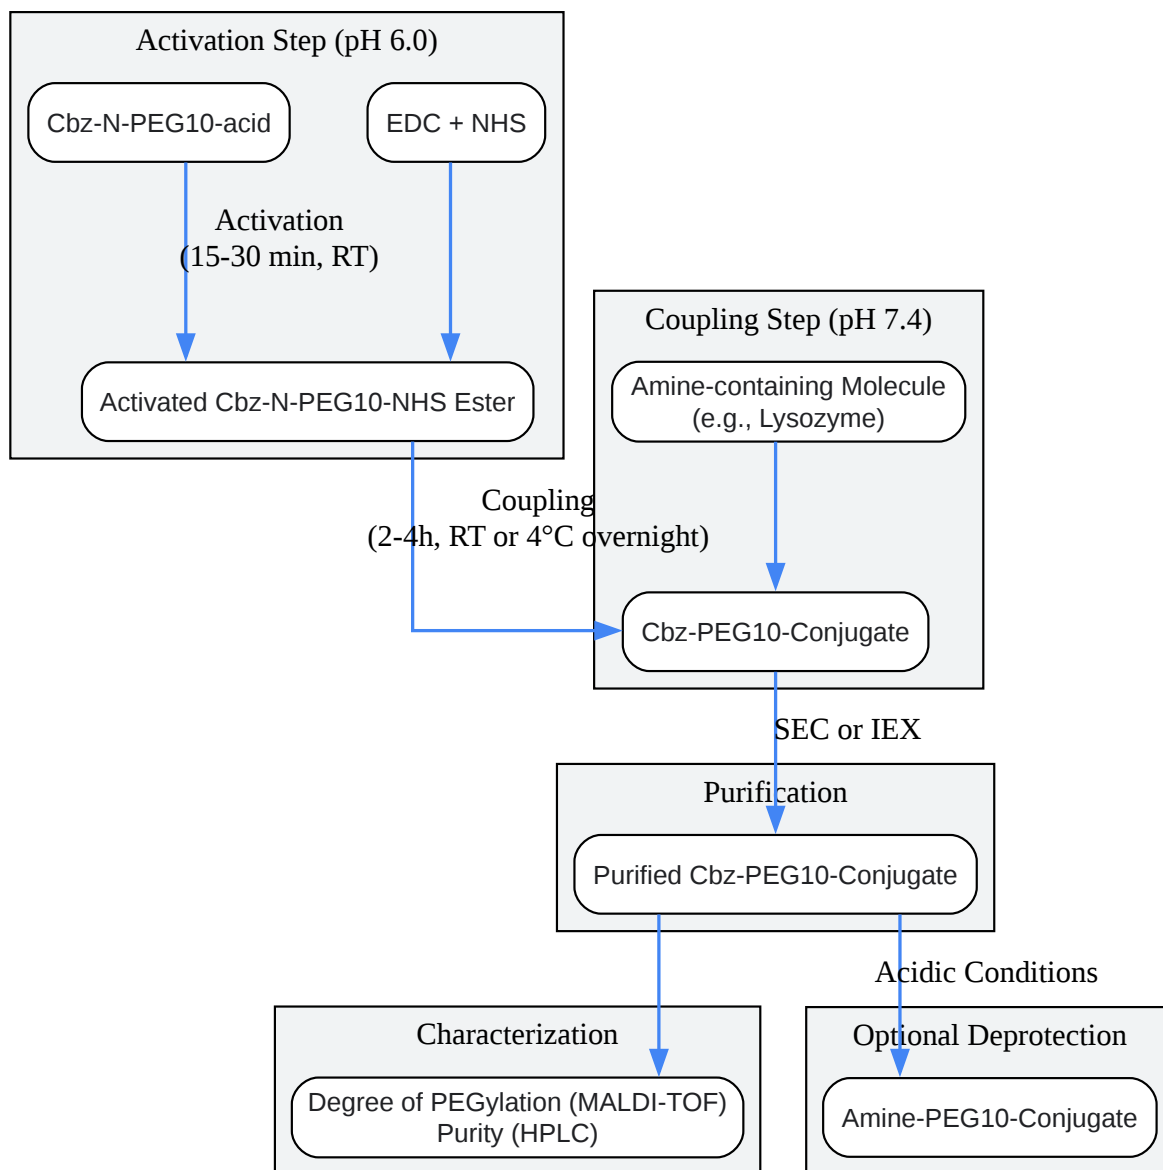 Activation Step (pH 6.0)
Cbz-N-PEG10-acid
EDC + NHS
Activation
(15-30 min, RT)
Activated Cbz-N-PEG10-NHS Ester
Coupling Step (pH 7.4)
Amine-containing Molecule
(e.g., Lysozyme)
Coupling
(2-4h, RT or 4°C overnight)
Cbz-PEG10-Conjugate
SEC or IEX
Purification
Purified Cbz-PEG10-Conjugate
Acidic Conditions
Characterization
Degree of PEGylation (MALDI-TOF)
Purity (HPLC)
Optional Deprotection
Amine-PEG10-Conjugate